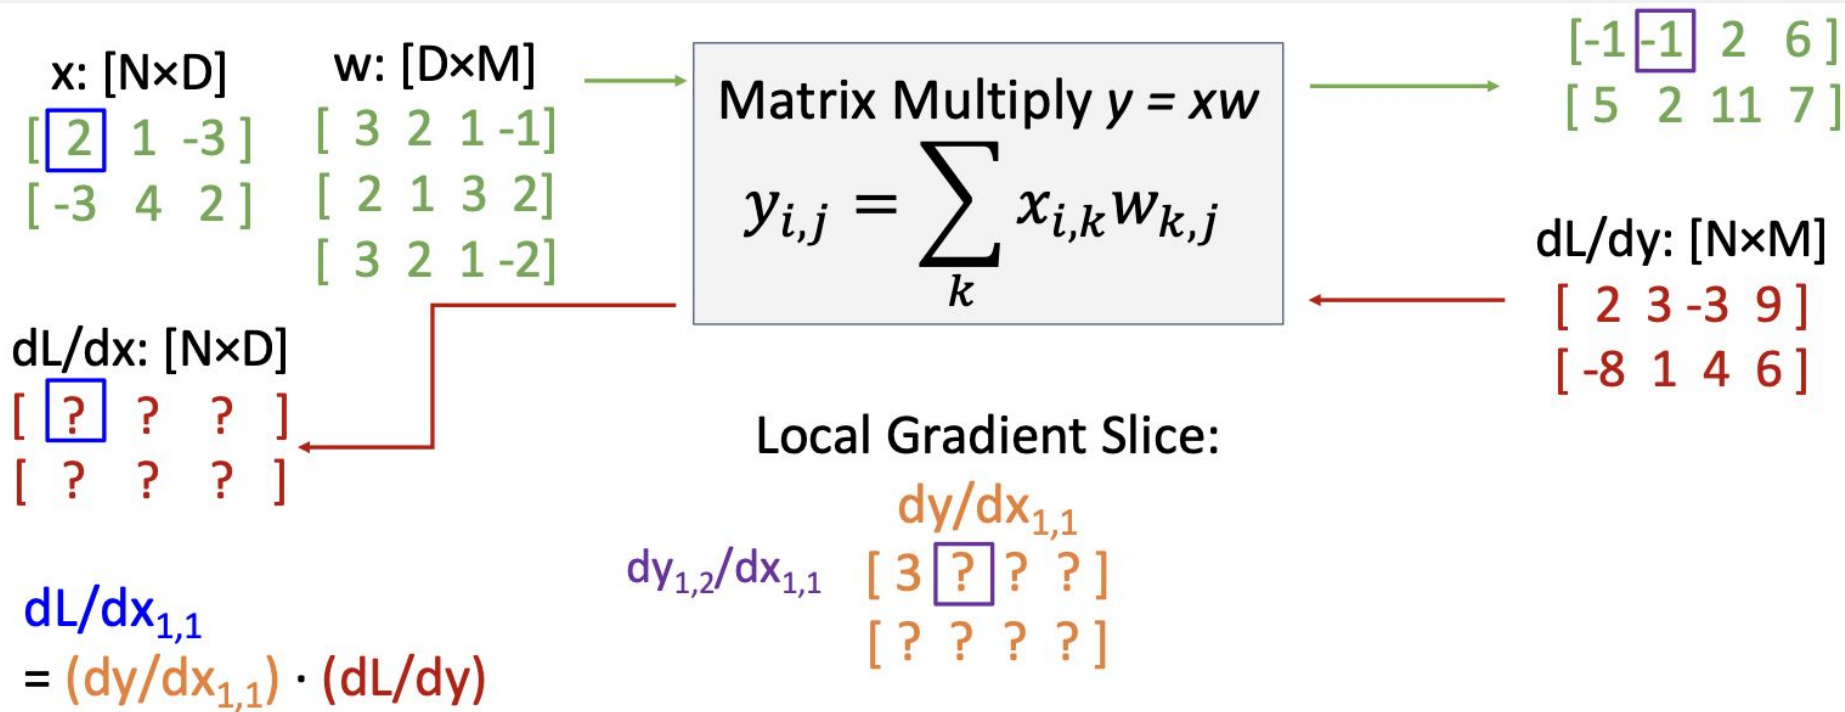 x: [N×D]
[ 2 1 -3 ]
[ -3 4 2 ]
w: [D×M]
[ 3 2 1 -1]
[ 2 1 3 2]
[ 3 2 1 -2]
Matrix Multiply y = xw
y_{i,j} = ∑_k x_{i,k} w_{k,j}
[-1 -1 2 6 ]
[ 5 2 11 7 ]
dL/dy: [N×M]
[ 2 3 -3 9 ]
[ -8 1 4 6 ]
dL/dx: [N×D]
[ ? ? ? ]
[ ? ? ? ]
Local Gradient Slice:
dy/dx_{1,1}
dy_{1,2}/dx_{1,1} [ 3 ? ? ? ]
[ ? ? ? ? ]
dL/dx_{1,1}
= (dy/dx_{1,1}) · (dL/dy)